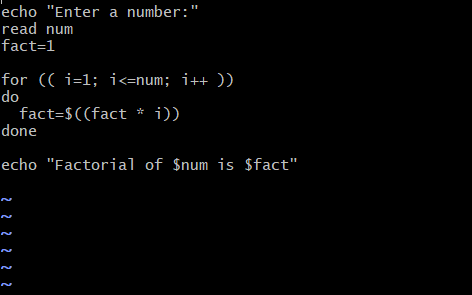 echo "Enter a number:"
read num
fact=1
for (( i=1; i<=num; i++ ))
do
  fact=$((fact * i))
done
echo "Factorial of $num is $fact"
~
~
~
~
~
~